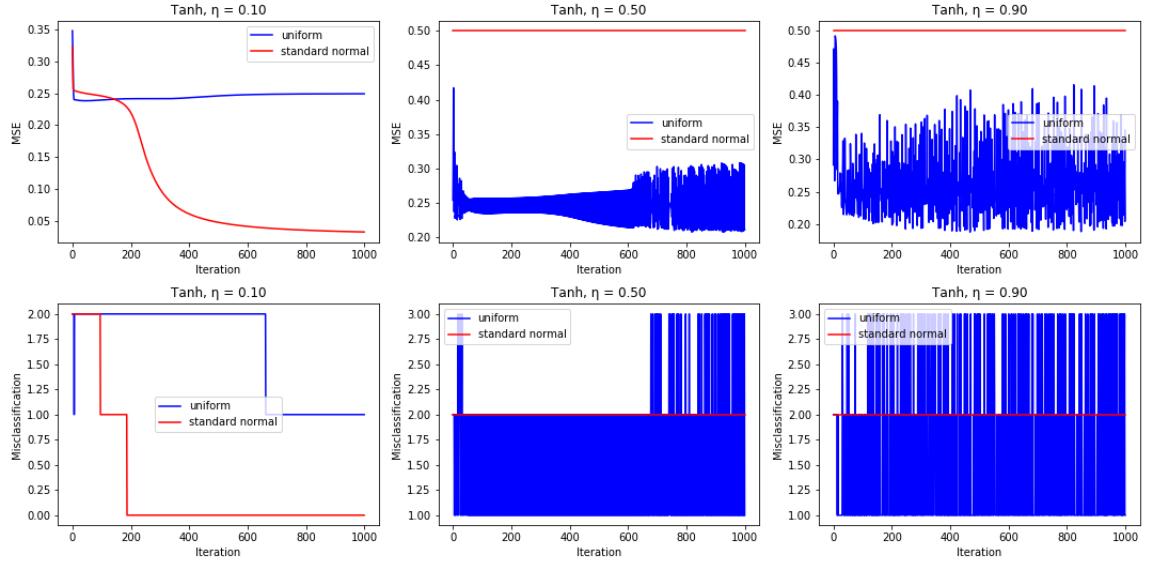 Tanh, η = 0.10
0.35
0.30
0.25
0.20
0.15
0.10
0.05
MSE
uniform
standard normal
0
200
400
600
800
1000
Iteration
Tanh, η = 0.50
0.50
0.45
0.40
0.35
0.30
0.25
0.20
MSE
uniform
standard normal
0
200
400
600
800
1000
Iteration
Tanh, η = 0.90
0.50
0.45
0.40
0.35
0.30
0.25
0.20
MSE
uniform
standard normal
0
200
400
600
800
1000
Iteration
Tanh, η = 0.10
2.00
1.75
1.50
1.25
1.00
0.75
0.50
0.25
0.00
Misclassification
uniform
standard normal
0
200
400
600
800
1000
Iteration
Tanh, η = 0.50
3.00
2.75
2.50
2.25
2.00
1.75
1.50
1.25
1.00
Misclassification
uniform
standard normal
0
200
400
600
800
1000
Iteration
Tanh, η = 0.90
3.00
2.75
2.50
2.25
2.00
1.75
1.50
1.25
1.00
Misclassification
uniform
standard normal
0
200
400
600
800
1000
Iteration